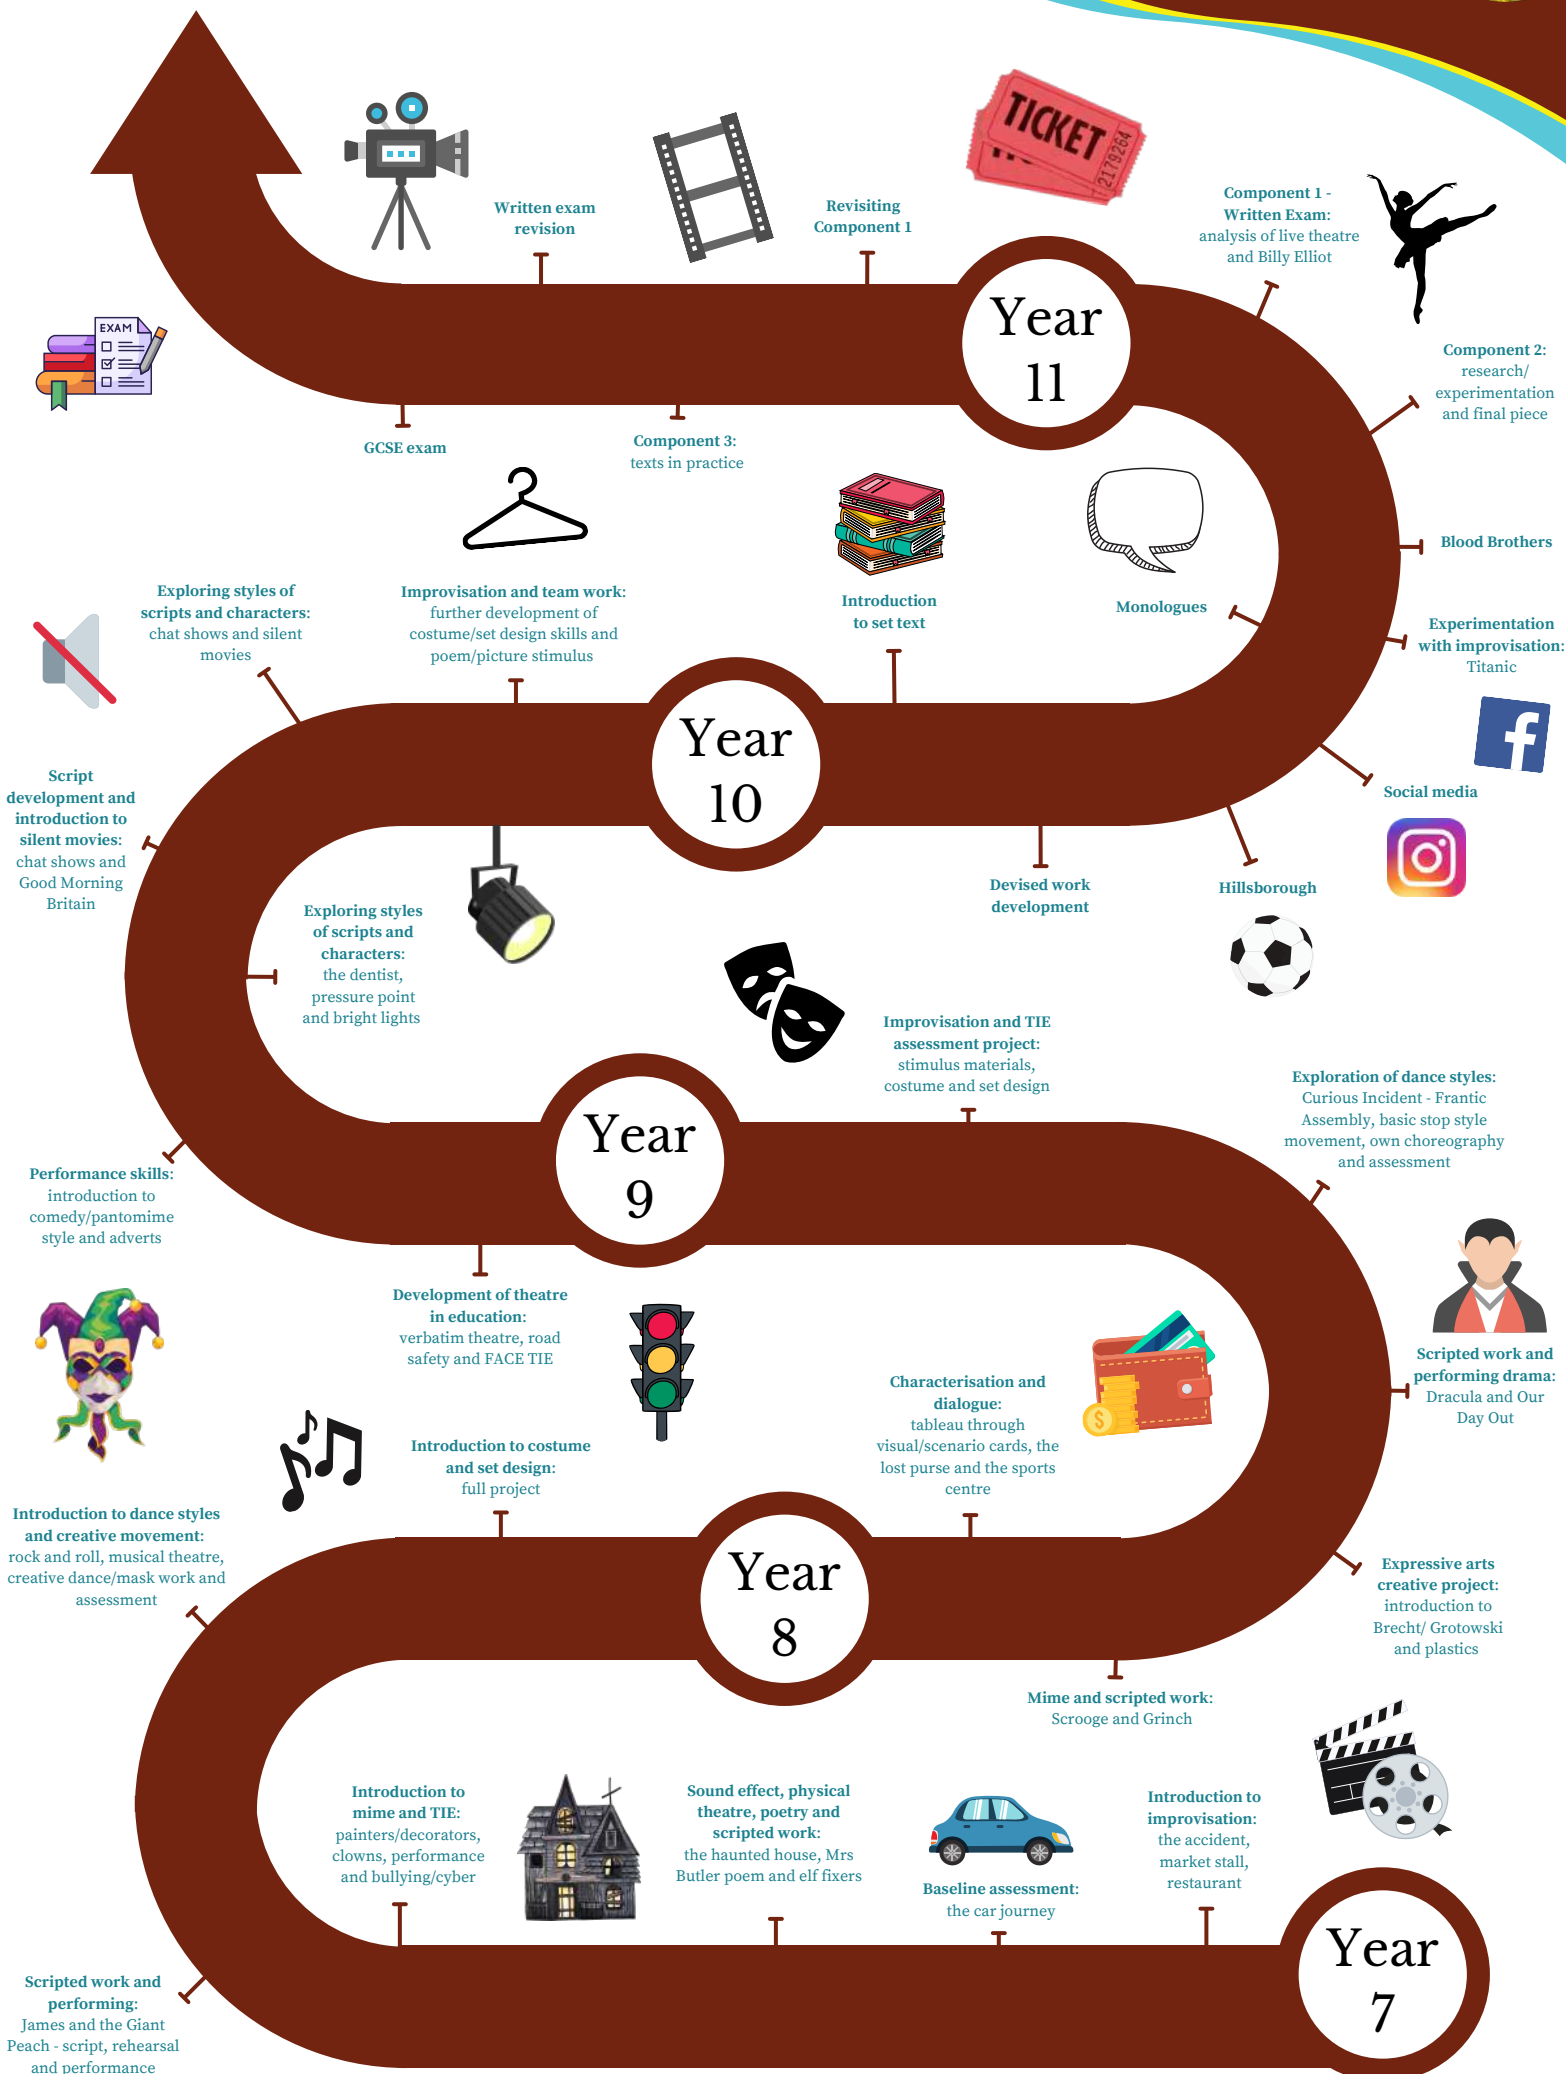 TICKET
2179264
Written exam
revision
Revisiting
Component 1
Component 1 -
Written Exam:
analysis of live theatre
and Billy Elliot
Year
11
EXAM
Component 2:
research/
experimentation
and final piece
GCSE exam
Component 3:
texts in practice
Blood Brothers
Exploring styles of
scripts and characters:
chat shows and silent
movies
Improvisation and team work:
further development of
costume/set design skills and
poem/picture stimulus
Introduction
to set text
Monologues
Experimentation
with improvisation:
Titanic
f
Year
10
Social media
Script
development and
introduction to
silent movies:
chat shows and
Good Morning
Britain
Devised work
development
Hillsborough
Exploring styles
of scripts and
characters:
the dentist,
pressure point
and bright lights
Improvisation and TIE
assessment project:
stimulus materials,
costume and set design
Exploration of dance styles:
Curious Incident - Frantic
Assembly, basic stop style
movement, own choreography
and assessment
Year
9
Performance skills:
introduction to
comedy/pantomime
style and adverts
Development of theatre
in education:
verbatim theatre, road
safety and FACE TIE
Scripted work and
performing drama:
Dracula and Our
Day Out
Characterisation and
dialogue:
tableau through
visual/scenario cards, the
lost purse and the sports
centre
$
Introduction to costume
and set design:
full project
Introduction to dance styles
and creative movement:
rock and roll, musical theatre,
creative dance/mask work and
assessment
Year
8
Expressive arts
creative project:
introduction to
Brecht/ Grotowski
and plastics
Mime and scripted work:
Scrooge and Grinch
Introduction to
mime and TIE:
painters/decorators,
clowns, performance
and bullying/cyber
Sound effect, physical
theatre, poetry and
scripted work:
the haunted house, Mrs
Butler poem and elf fixers
Baseline assessment:
the car journey
Introduction to
improvisation:
the accident,
market stall,
restaurant
Year
7
Scripted work and
performing:
James and the Giant
Peach - script, rehearsal
and performance